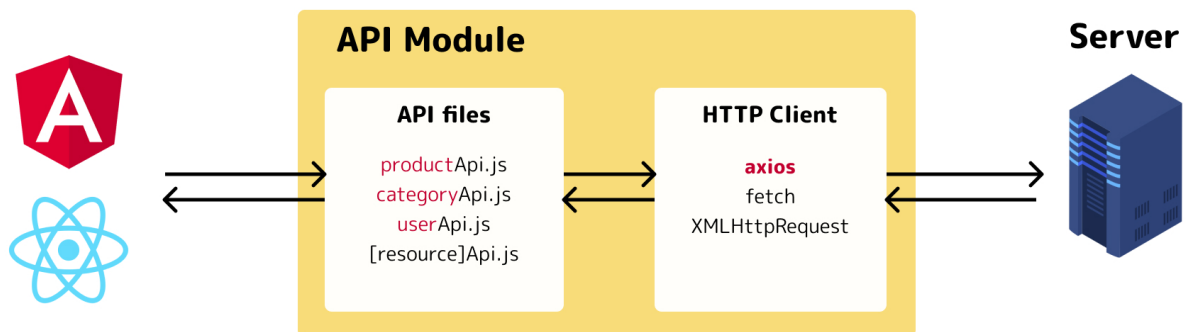 API Module
Server
A
API files
productApi.js
categoryApi.js
userApi.js
[resource]Api.js
HTTP Client
axios
fetch
XMLHttpRequest